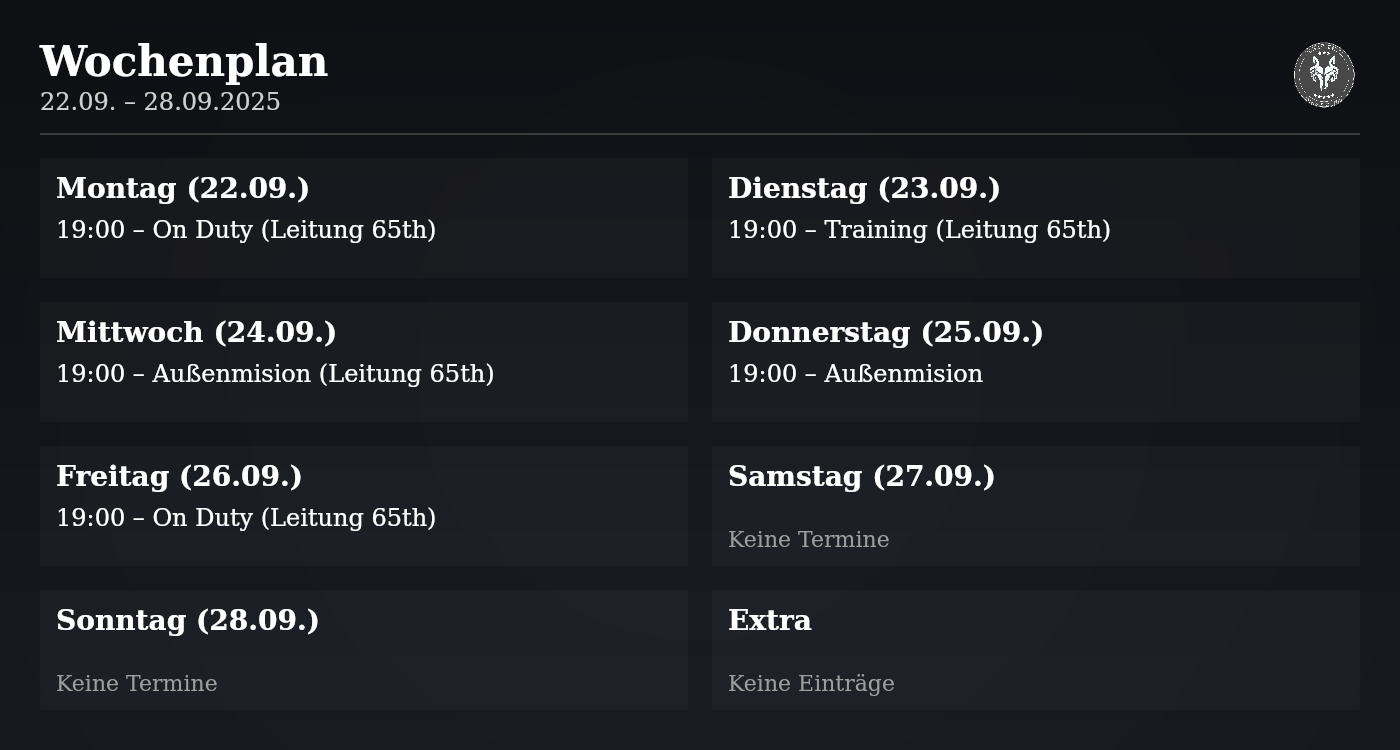 Wochenplan
22.09. – 28.09.2025
Montag (22.09.)
19:00 – On Duty (Leitung 65th)
Dienstag (23.09.)
19:00 – Training (Leitung 65th)
Mittwoch (24.09.)
19:00 – Außenmision (Leitung 65th)
Donnerstag (25.09.)
19:00 – Außenmision
Freitag (26.09.)
19:00 – On Duty (Leitung 65th)
Samstag (27.09.)
Keine Termine
Sonntag (28.09.)
Keine Termine
Extra
Keine Einträge